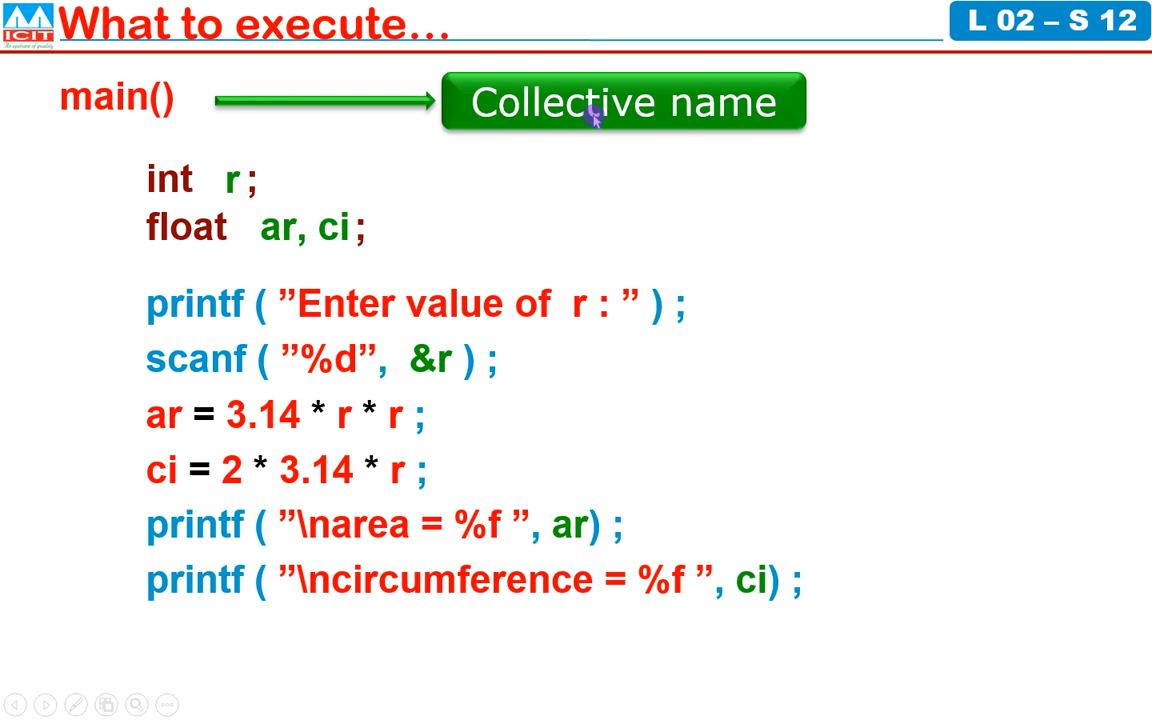 What to execute...
L 02 – S 12
ICIT
main()
Collective name
int r ;
float ar, ci ;
printf ( ”Enter value of r : ” ) ;
scanf ( ”%d”, &r ) ;
ar = 3.14 * r * r ;
ci = 2 * 3.14 * r ;
printf ( ”\narea = %f ”, ar) ;
printf ( ”\ncircumference = %f ”, ci) ;